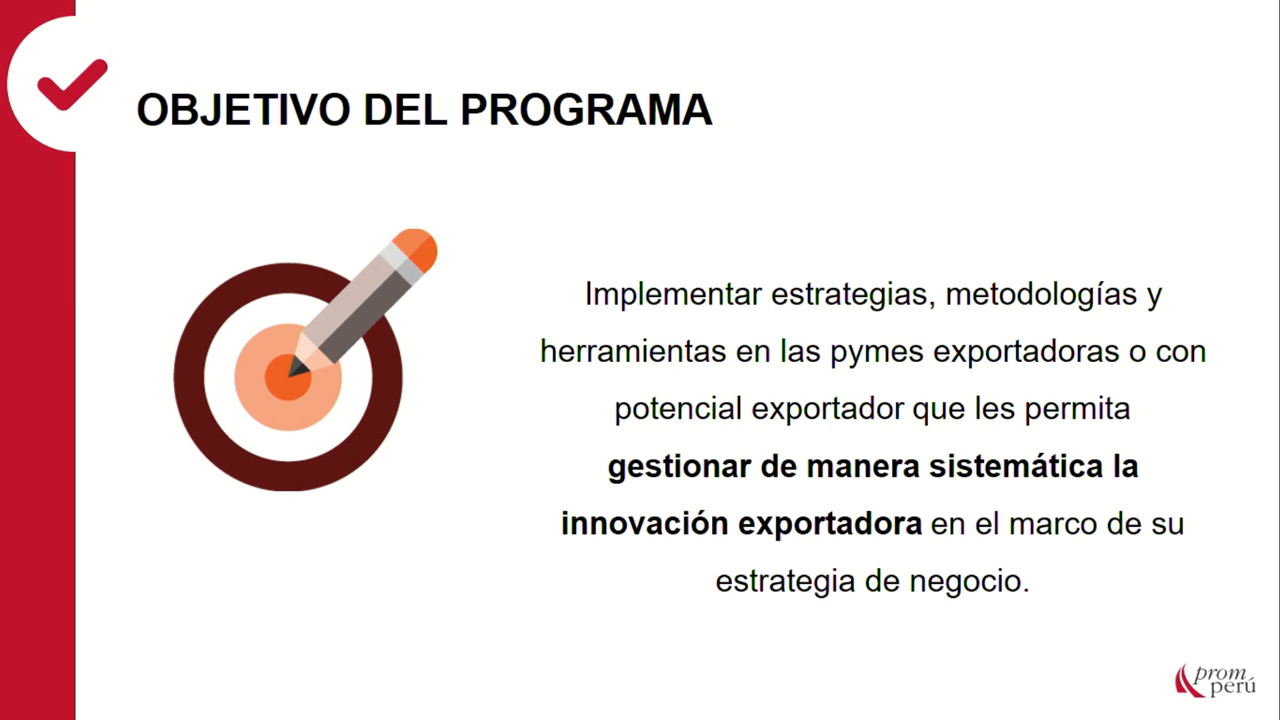 OBJETIVO DEL PROGRAMA
Implementar estrategias, metodologías y
herramientas en las pymes exportadoras o con
potencial exportador que les permita
gestionar de manera sistemática la
innovación exportadora en el marco de su
estrategia de negocio.
prom
perú